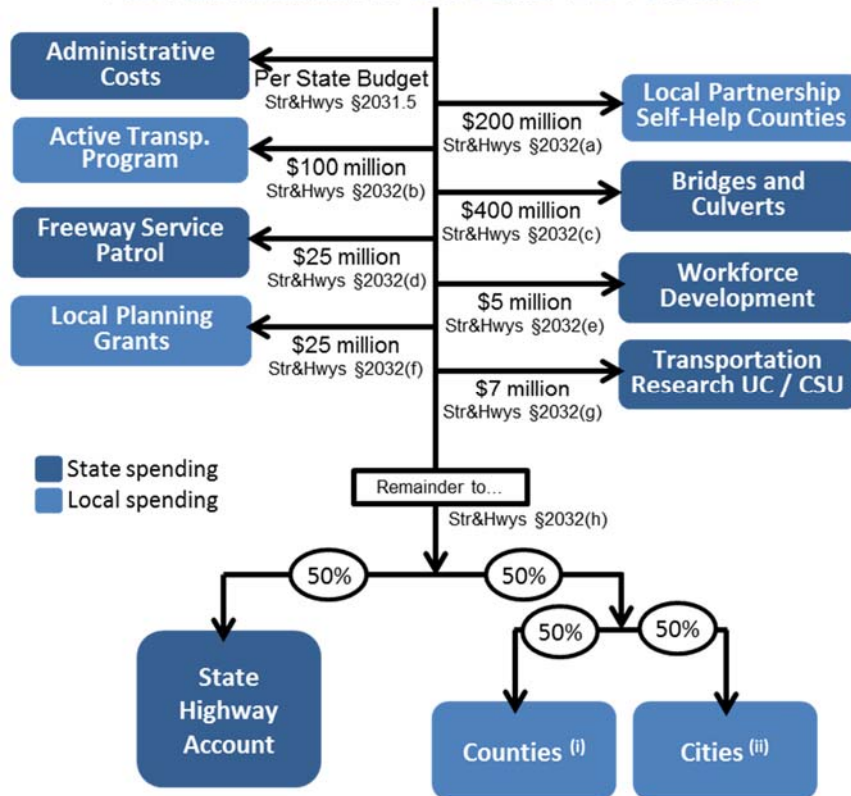 Administrative
Costs
Per State Budget
Str&Hwys §2031.5
Local Partnership
Self-Help Counties
$200 million
Str&Hwys §2032(a)
Active Transp.
Program
$100 million
Str&Hwys §2032(b)
Bridges and
Culverts
$400 million
Str&Hwys §2032(c)
Freeway Service
Patrol
$25 million
Str&Hwys §2032(d)
Workforce
Development
$5 million
Str&Hwys §2032(e)
Local Planning
Grants
$25 million
Str&Hwys §2032(f)
Transportation
Research UC / CSU
$7 million
Str&Hwys §2032(g)
State spending
Local spending
Remainder to...
Str&Hwys §2032(h)
50%
50%
50%
50%
State
Highway
Account
Counties (i)
Cities (ii)